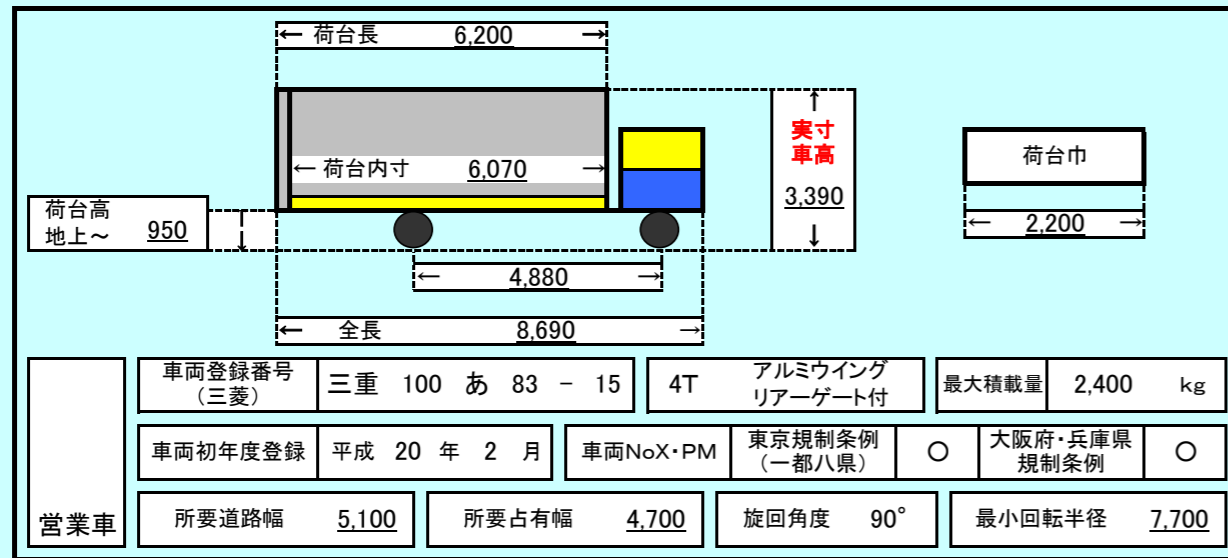 ← 荷台長 6,200 →
← 荷台内寸 6,070 →
↑
実寸
車高
3,390
↓
荷台巾
← 2,200 →
荷台高
地上～ 950
↑
↓
← 4,880 →
← 全長 8,690 →
営業車
車両登録番号
（三菱）
三重 100 あ 83 - 15
4T
アルミウイング
リアーゲート付
最大積載量 2,400 kg
車両初年度登録 平成 20 年 2 月
車両NoX・PM
東京規制条例
（一都八県）
○
大阪府・兵庫県
規制条例
○
所要道路幅 5,100
所要占有幅 4,700
旋回角度 90°
最小回転半径 7,700